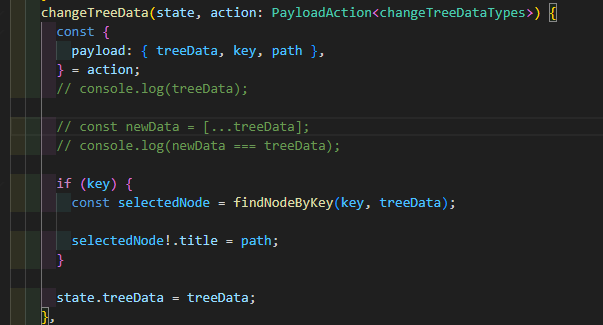 changeTreeData(state, action: PayloadAction<changeTreeDataTypes>) {
const {
payload: { treeData, key, path },
} = action;
// console.log(treeData);
// const newData = [...treeData];
// console.log(newData === treeData);
if (key) {
const selectedNode = findNodeByKey(key, treeData);
selectedNode!.title = path;
}
state.treeData = treeData;
},